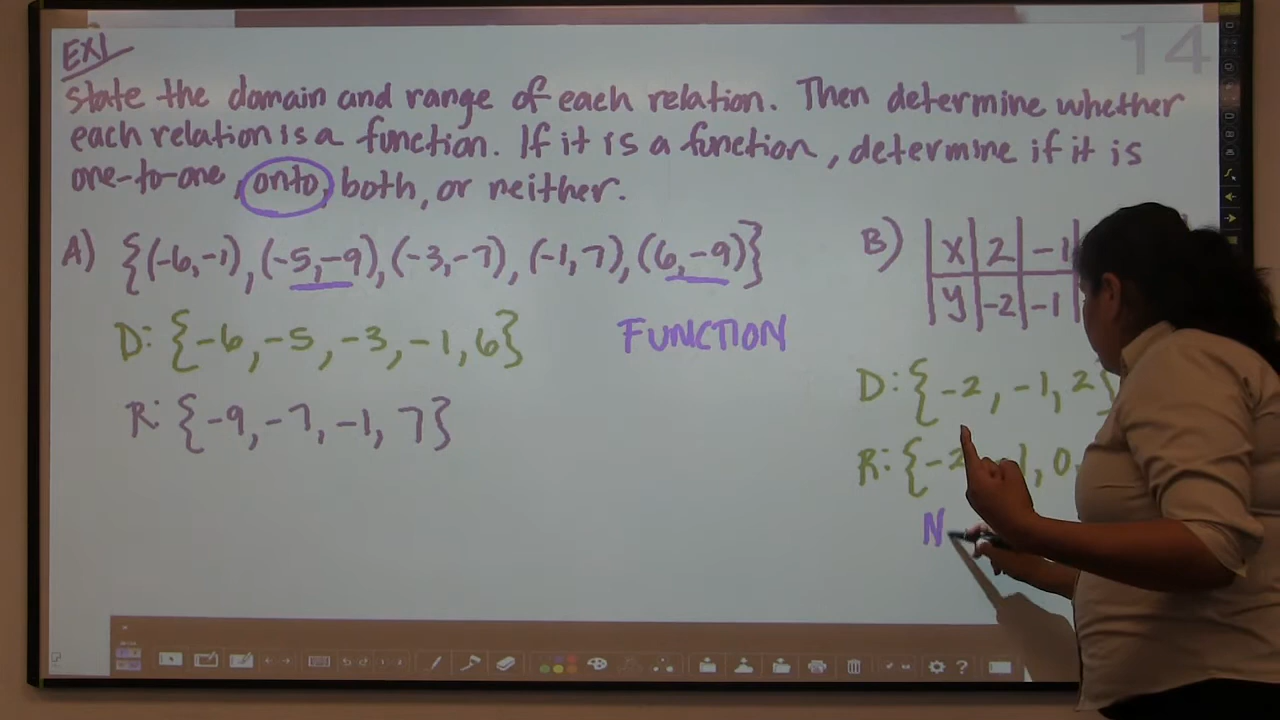 EX1
14
State the domain and range of each relation. Then determine whether
each relation is a function. If it is a function, determine if it is
one-to-one, onto, both, or neither.
A) {(-6,-1), (-5,-9), (-3,-7), (-1,7), (6,-9)}
B) X 2 -1
Y -2 -1
D: {-6, -5, -3, -1, 6}
FUNCTION
D: {-2, -1, 2}
R: {-9, -7, -1, 7}
R: {-2, -1, 0,
N